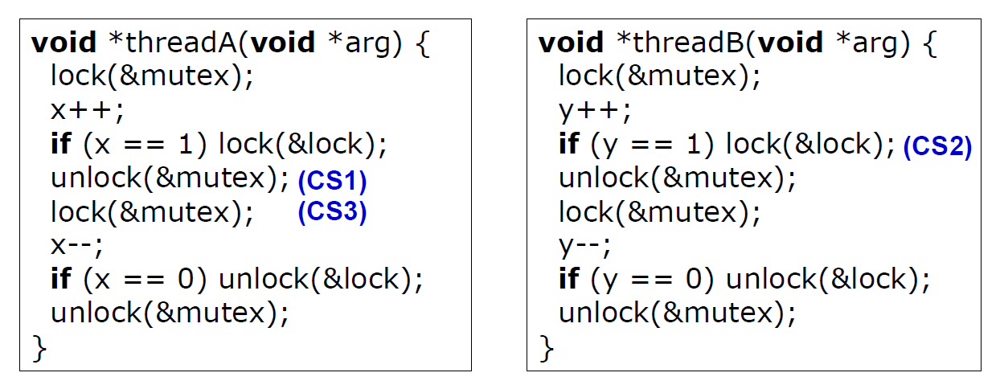 void *threadA(void *arg) {
lock(&mutex);
x++;
if (x == 1) lock(&lock);
unlock(&mutex); (CS1)
lock(&mutex); (CS3)
x--;
if (x == 0) unlock(&lock);
unlock(&mutex);
}
void *threadB(void *arg) {
lock(&mutex);
y++;
if (y == 1) lock(&lock); (CS2)
unlock(&mutex);
lock(&mutex);
y--;
if (y == 0) unlock(&lock);
unlock(&mutex);
}